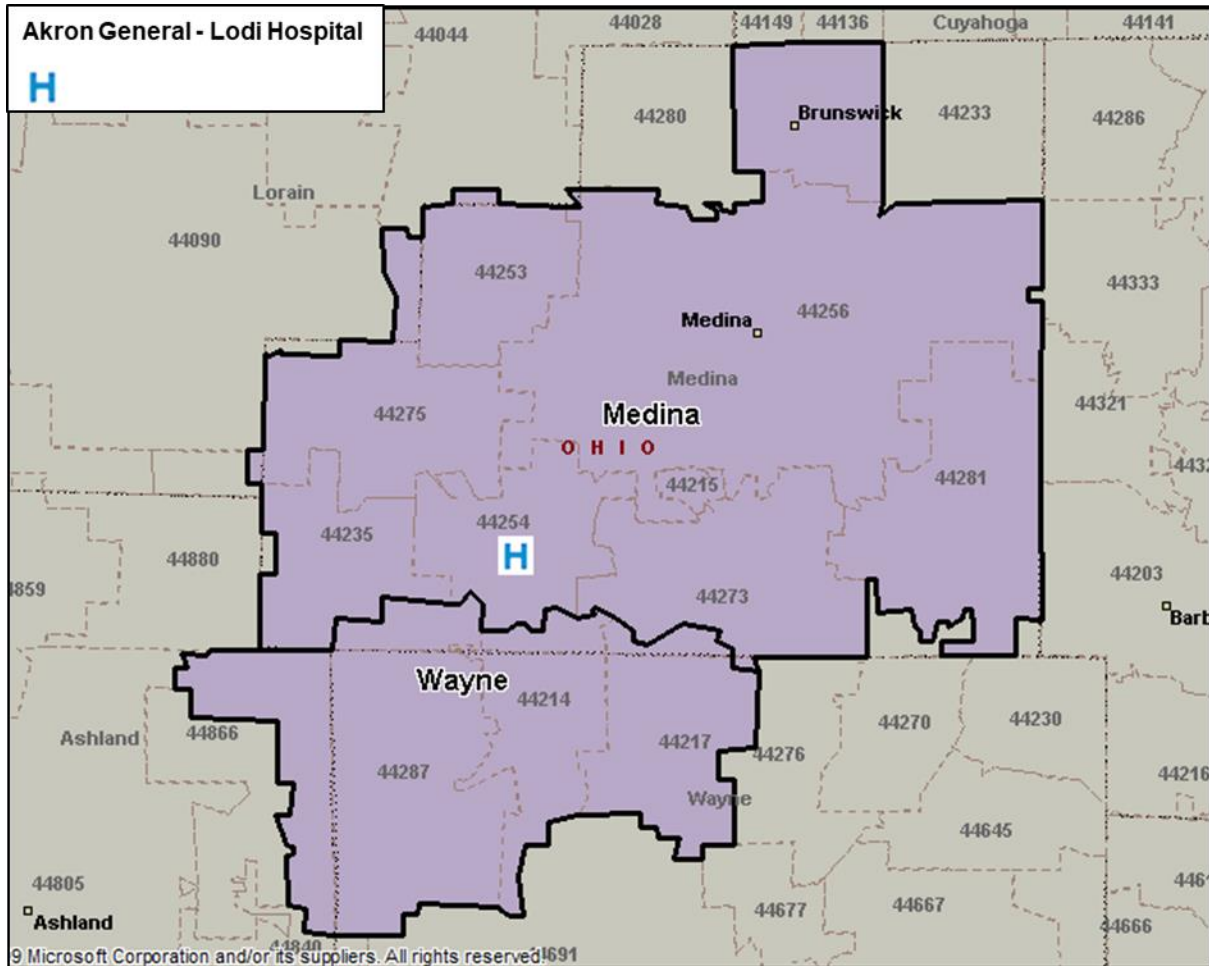 Akron General - Lodi Hospital
H
44044
44028
44149
44136
Cuyahoga
44141
44280
Brunswick
44233
44286
Lorain
44090
44253
44333
44256
Medina
Medina
44275
Medina
44321
OHIO
44215
44281
44254
44235
H
44880
44203
44273
Wayne
44214
44866
Ashland
44217
44276
44270
44230
44287
Wayne
44216
44645
44805
Ashland
44677
44667
44666
9 Microsoft Corporation and/or its suppliers. All rights reserved.